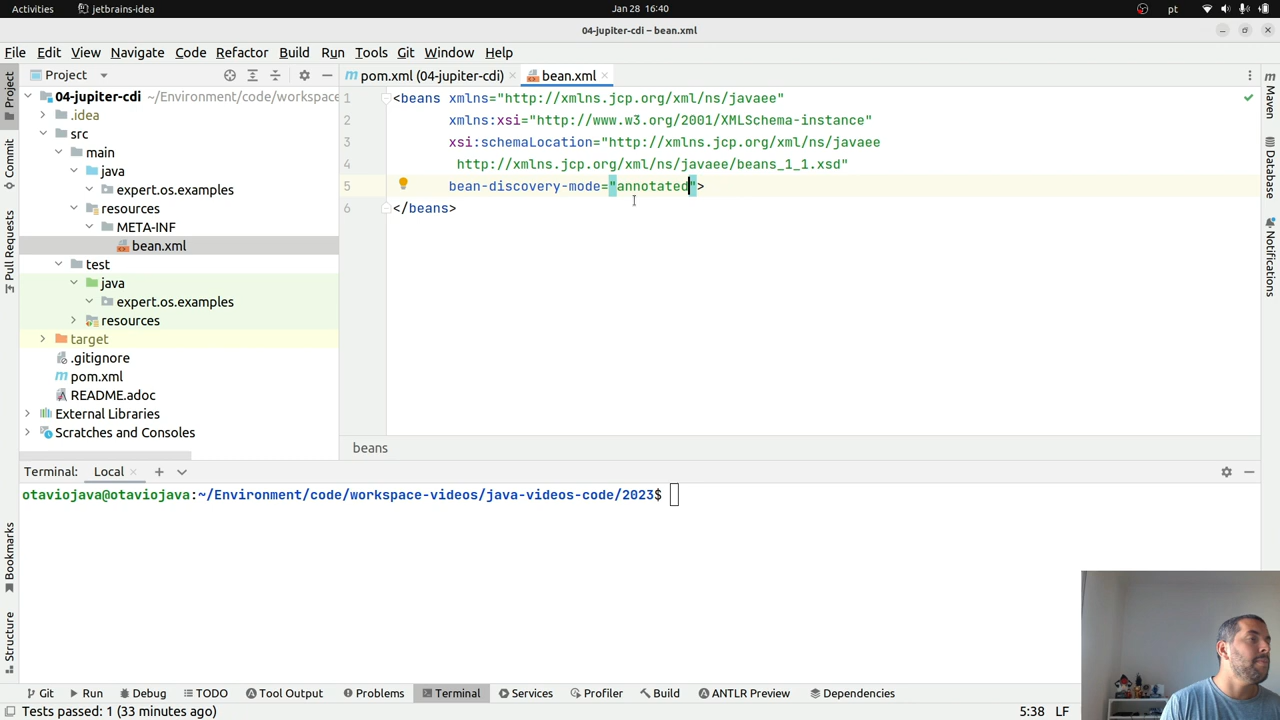 Activities
jetbrains-idea
Jan 28 16:40
pt
04-jupiter-cdi – bean.xml
File Edit View Navigate Code Refactor Build Run Tools Git Window Help
Project
pom.xml (04-jupiter-cdi)
bean.xml
04-jupiter-cdi ~/Environment/code/workspace
.idea
src
main
java
expert.os.examples
resources
META-INF
bean.xml
test
java
expert.os.examples
resources
target
.gitignore
pom.xml
README.adoc
External Libraries
Scratches and Consoles
1 <beans xmlns="http://xmlns.jcp.org/xml/ns/javaee"
2 xmlns:xsi="http://www.w3.org/2001/XMLSchema-instance"
3 xsi:schemaLocation="http://xmlns.jcp.org/xml/ns/javaee
4 http://xmlns.jcp.org/xml/ns/javaee/beans_1_1.xsd"
5 bean-discovery-mode="annotated">
6 </beans>
beans
Project
Commit
Pull Requests
Bookmarks
Structure
Maven
Database
Notifications
Terminal: Local
otaviojava@otaviojava:~/Environment/code/workspace-videos/java-videos-code/2023$
Git Run Debug TODO Tool Output Problems Terminal Services Profiler Build ANTLR Preview Dependencies
Tests passed: 1 (33 minutes ago)
5:38 LF